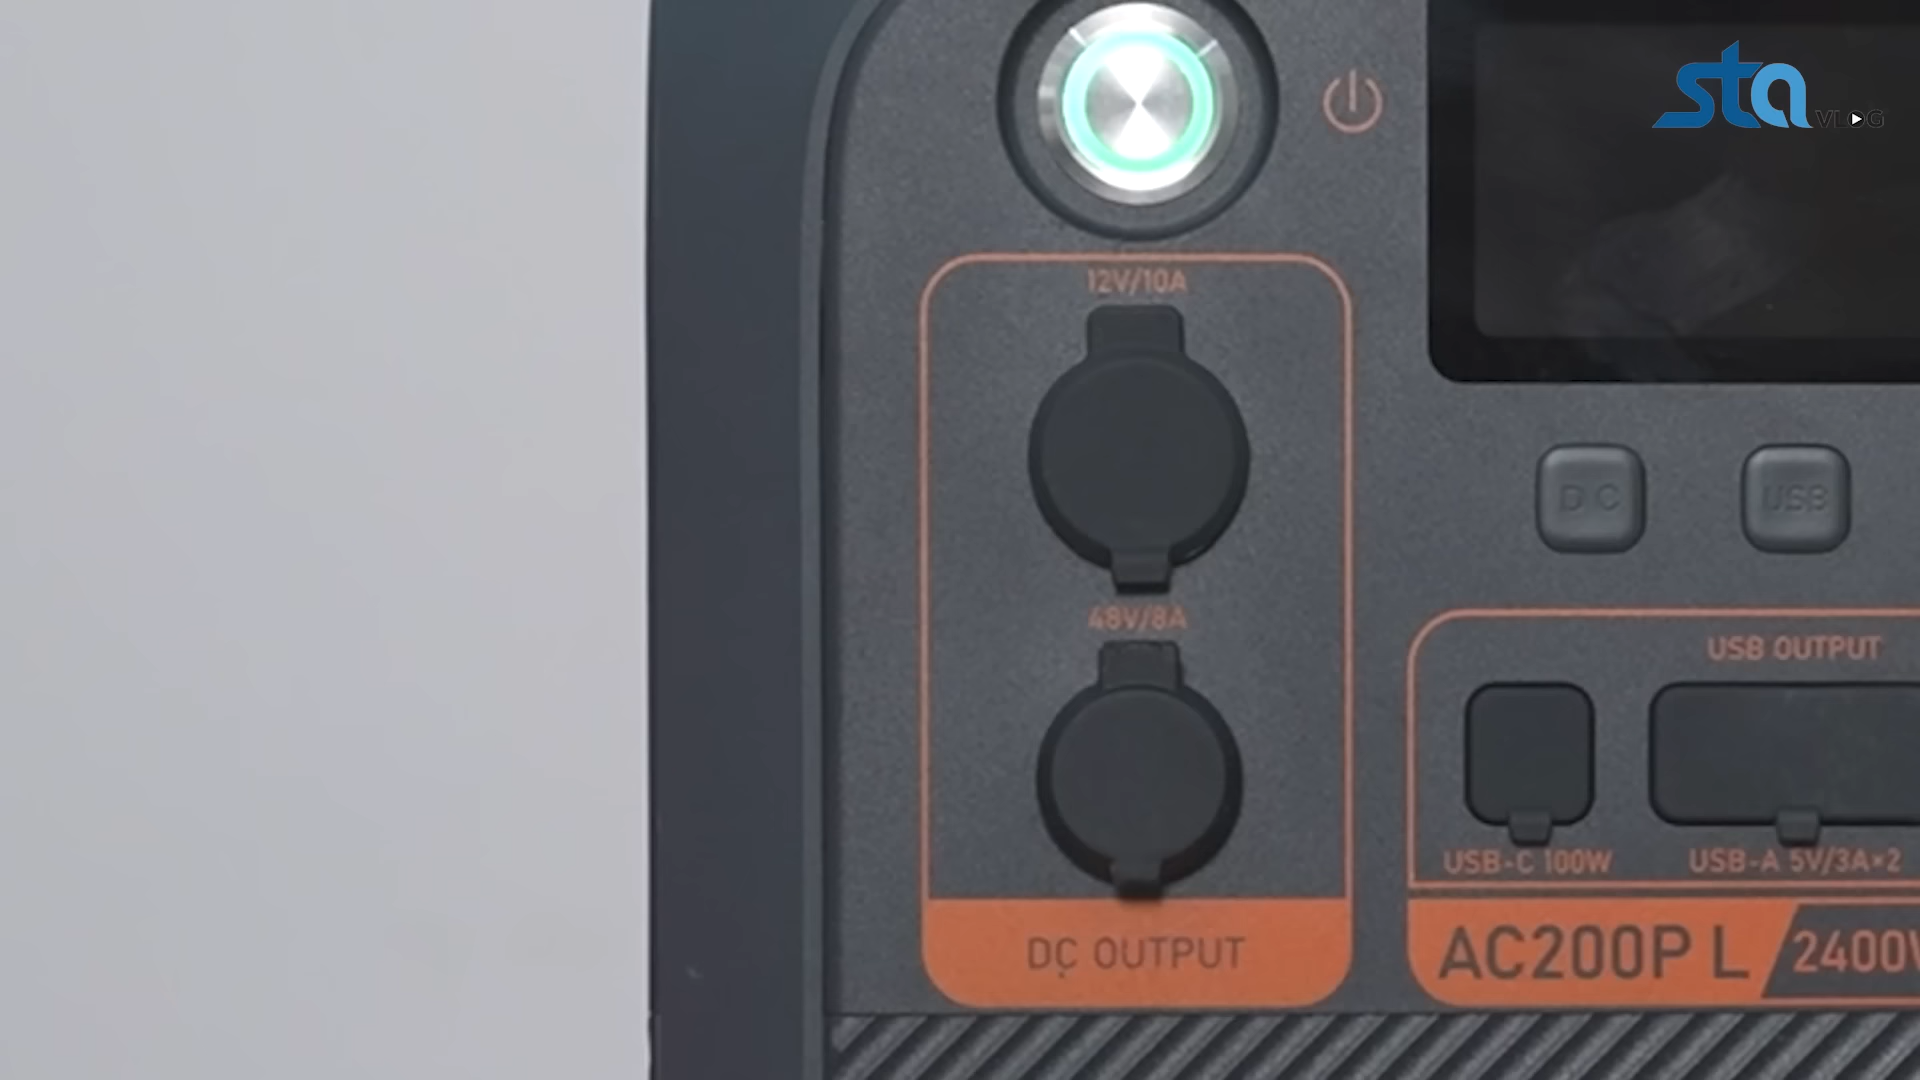 sta
VLOG
12V/10A
48V/8A
DC OUTPUT
DC
USB
USB OUTPUT
USB-C 100W
USB-A 5V/3A×2
AC200P L
2400